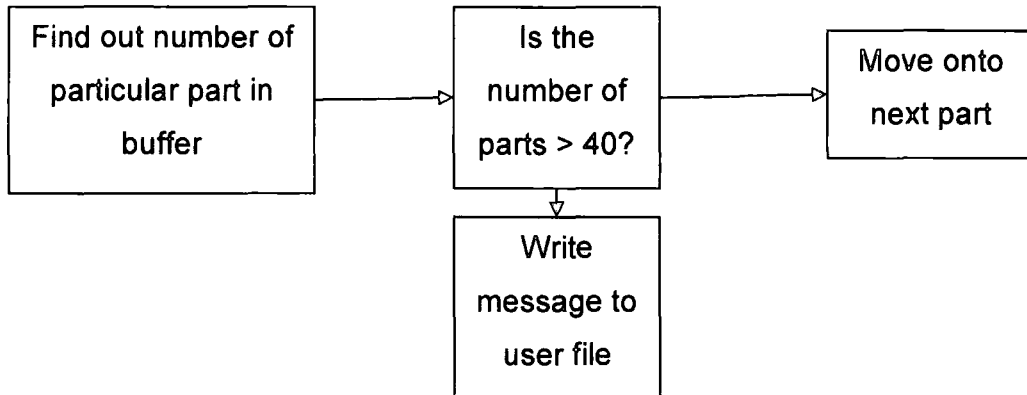 Find out number of
particular part in
buffer
Is the
number of
parts > 40?
Move onto
next part
Write
message to
user file